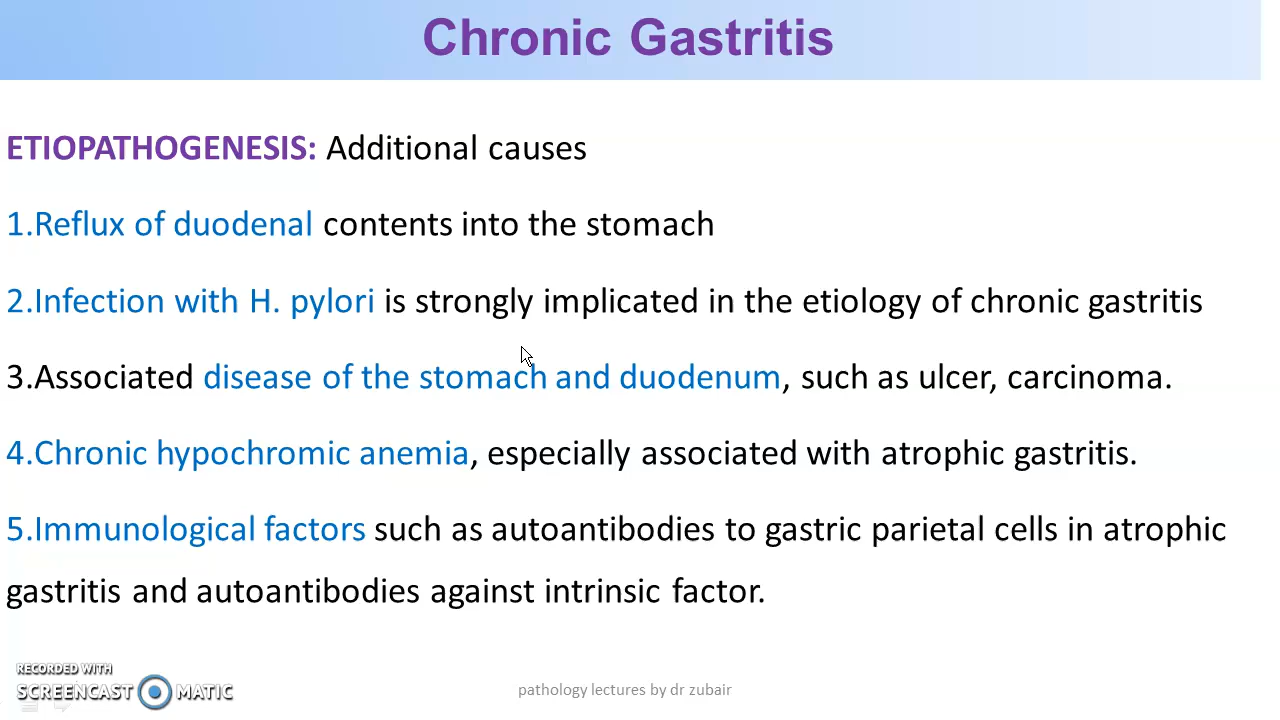 Chronic Gastritis
ETIOPATHOGENESIS: Additional causes
1.Reflux of duodenal contents into the stomach
2.Infection with H. pylori is strongly implicated in the etiology of chronic gastritis
3.Associated disease of the stomach and duodenum, such as ulcer, carcinoma.
4.Chronic hypochromic anemia, especially associated with atrophic gastritis.
5.Immunological factors such as autoantibodies to gastric parietal cells in atrophic
gastritis and autoantibodies against intrinsic factor.
RECORDED WITH
SCREENCAST MATIC
pathology lectures by dr zubair